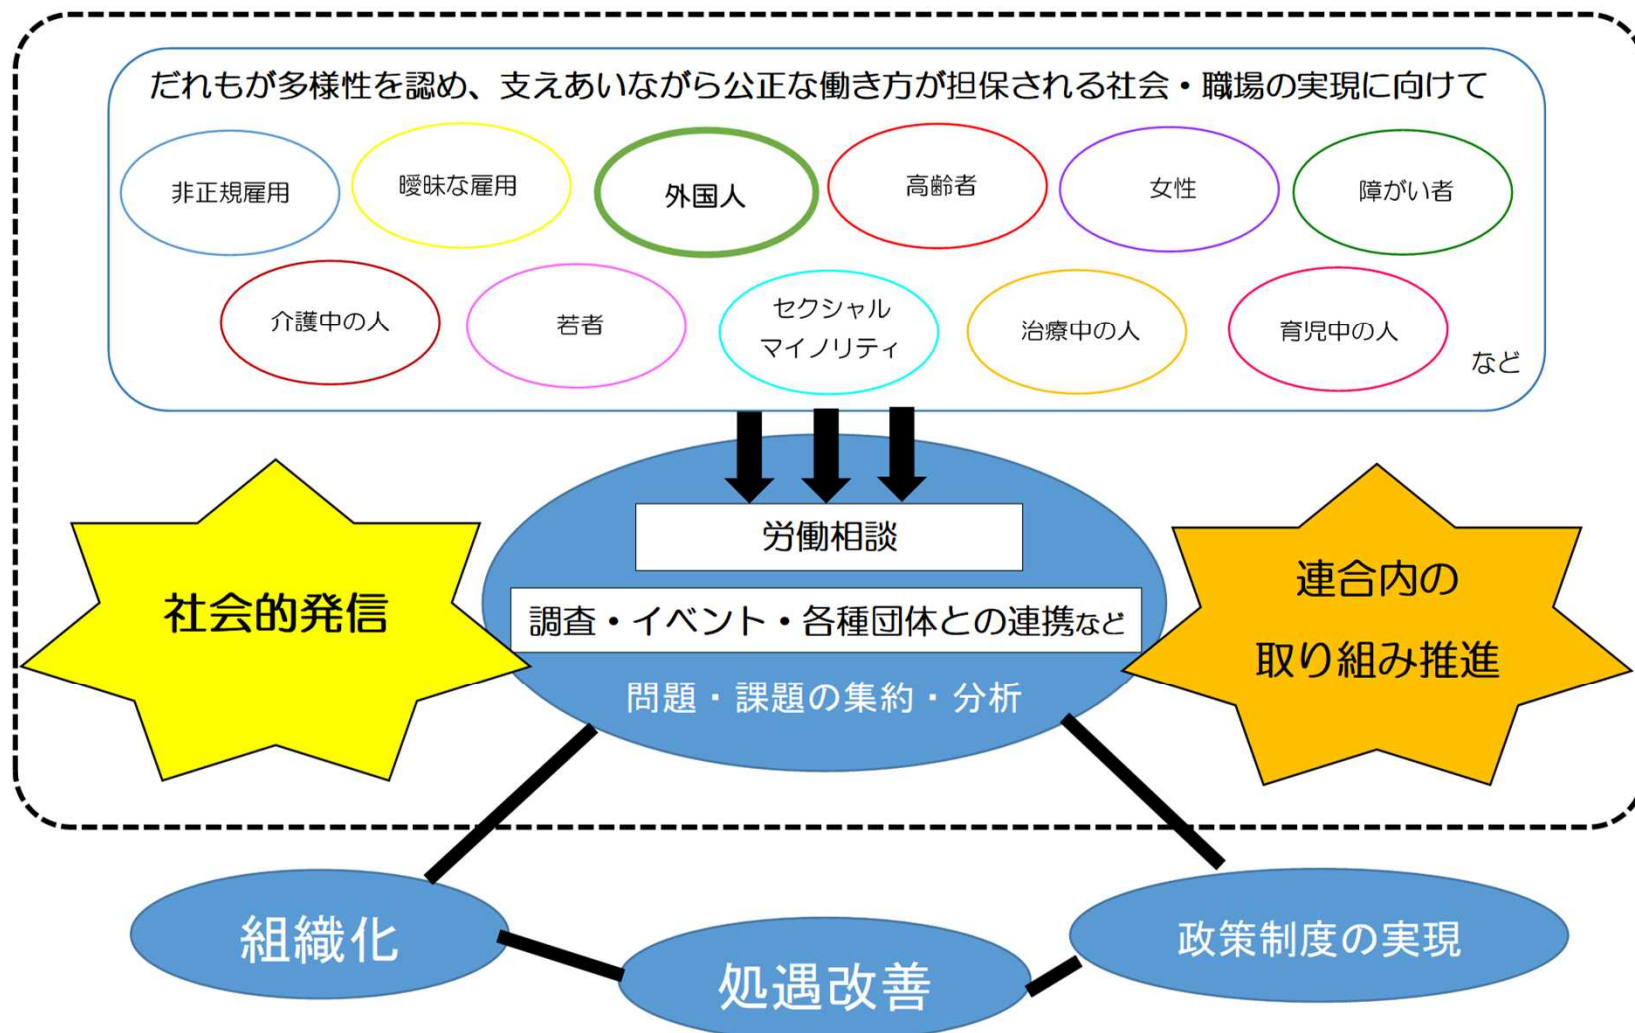 だれもが多様性を認め、支えあいながら公正な働き方が担保される社会・職場の実現に向けて
非正規雇用
曖昧な雇用
外国人
高齢者
女性
障がい者
介護中の人
若者
セクシャル
マイノリティ
治療中の人
育児中の人
など
労働相談
調査・イベント・各種団体との連携など
問題・課題の集約・分析
社会的発信
連合内の
取り組み推進
組織化
処遇改善
政策制度の実現